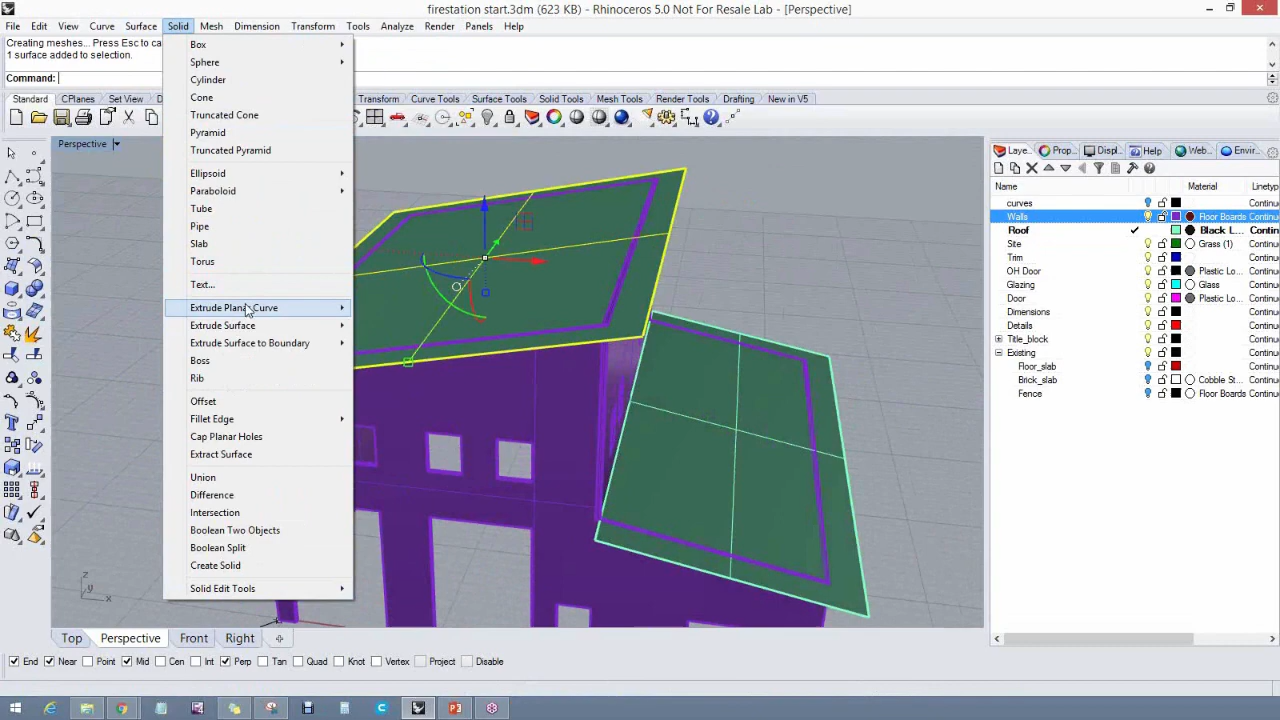 firestation start.3dm (623 KB) - Rhinoceros 5.0 Not For Resale Lab - [Perspective]
File Edit View Curve Surface Solid Mesh Dimension Transform Tools Analyze Render Panels Help
Creating meshes... Press Esc to ca
1 surface added to selection.
Command:
Standard CPlanes Set View D Transform Curve Tools Surface Tools Solid Tools Mesh Tools Render Tools Drafting New in V5
Box
Sphere
Cylinder
Cone
Truncated Cone
Pyramid
Truncated Pyramid
Ellipsoid
Paraboloid
Tube
Pipe
Slab
Torus
Text...
Extrude Planar Curve
Extrude Surface
Extrude Surface to Boundary
Boss
Rib
Offset
Fillet Edge
Cap Planar Holes
Extract Surface
Union
Difference
Intersection
Boolean Two Objects
Boolean Split
Create Solid
Solid Edit Tools
Perspective
z
y
x
Laye... Prop... Displ... Help Web... Envir...
Name Material Linetyp
curves Continu
Walls Floor Boards Continu
Roof Black L... Contin
Site Grass (1) Continu
Trim Continu
OH Door Plastic Lo Continu
Glazing Glass Continu
Door Plastic Lo Continu
Dimensions Continu
Details Continu
Title_block Continu
Existing Continu
Floor_slab Continu
Brick_slab Cobble St... Continu
Fence Floor Boards Continu
Top Perspective Front Right
End Near Point Mid Cen Int Perp Tan Quad Knot Vertex Project Disable